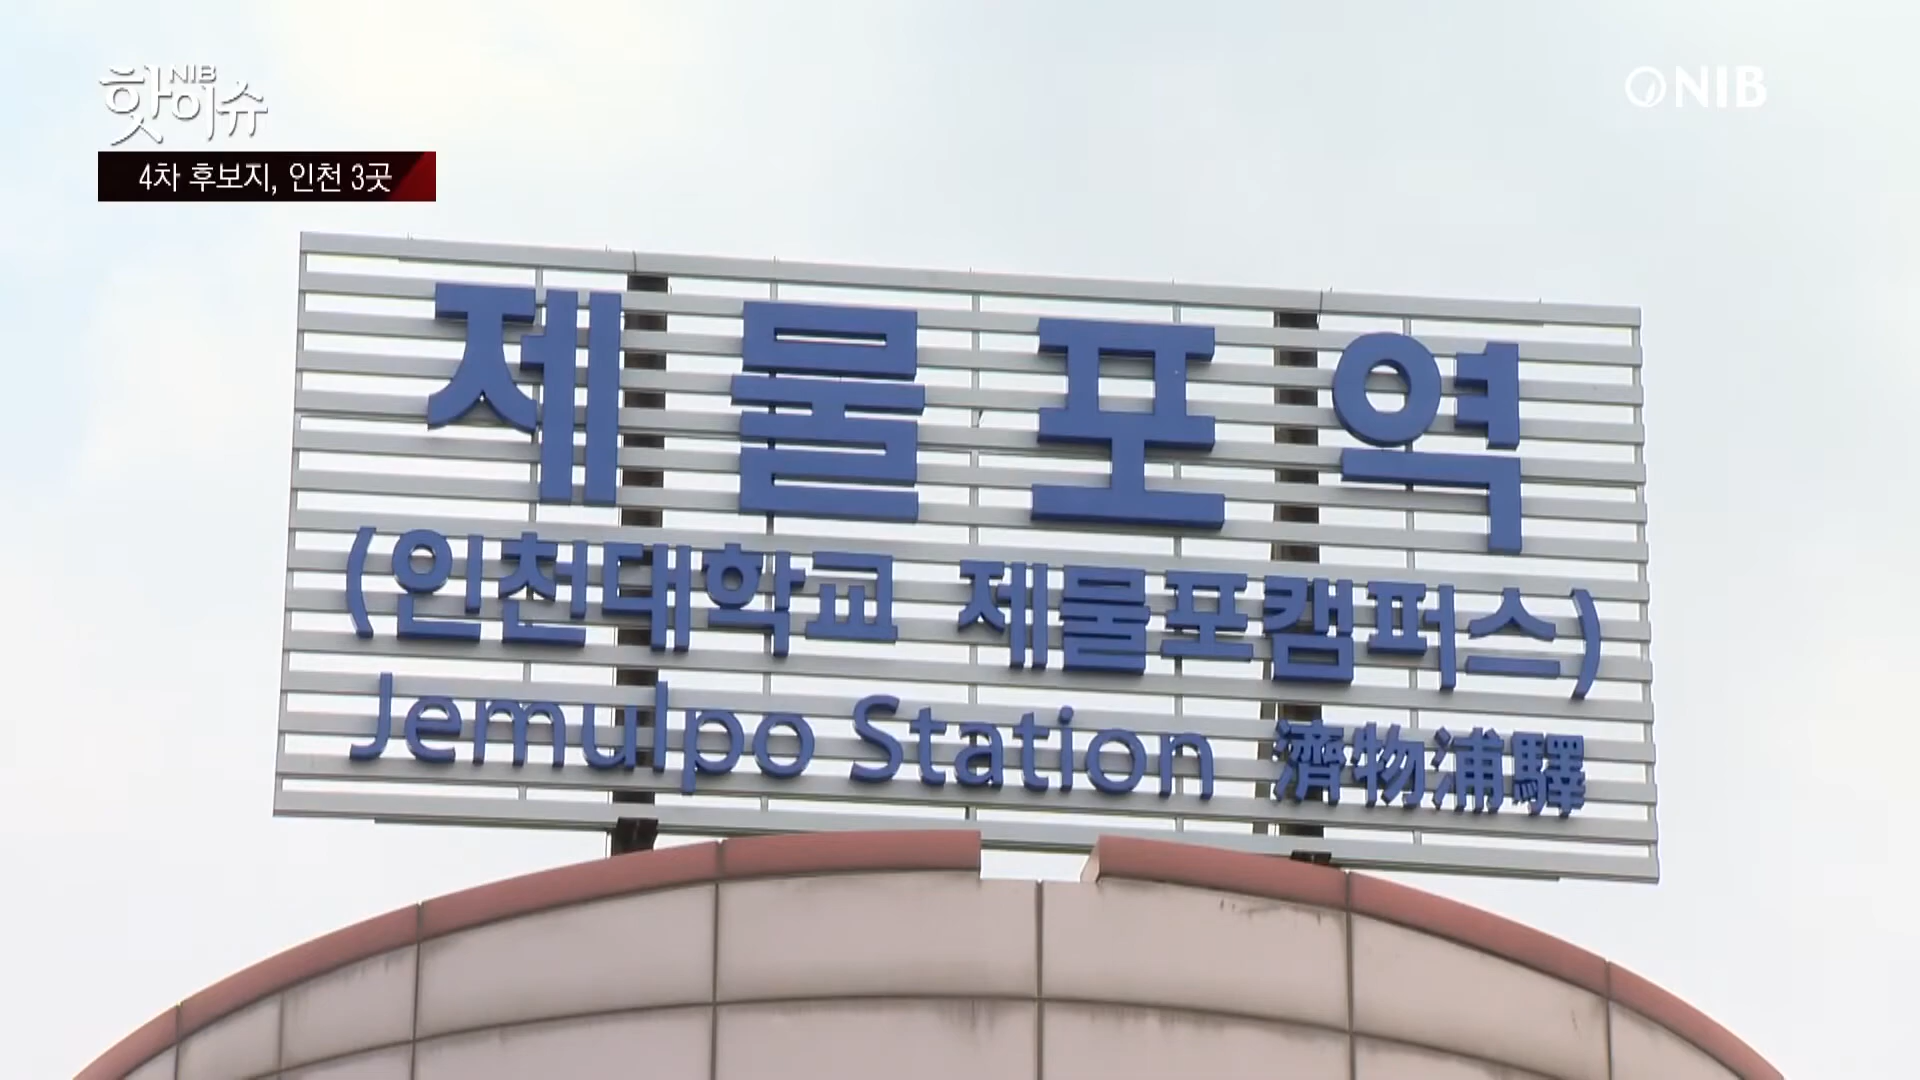 NIB
핫이슈
NIB
4차 후보지, 인천 3곳
제물포역
(인천대학교 제물포캠퍼스)
Jemulpo Station 濟物浦驛